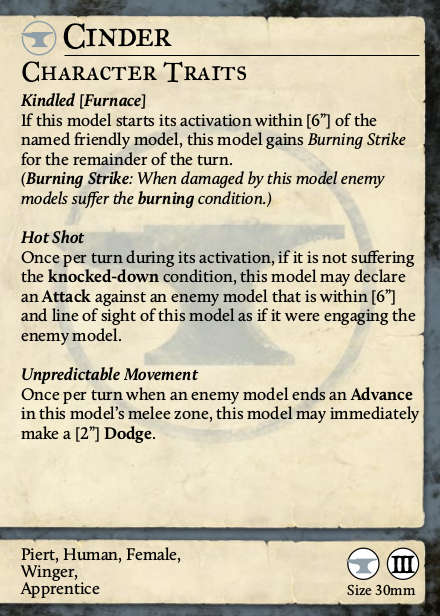 Cinder
Character Traits
Kindled [Furnace]
If this model starts its activation within [6”] of the
named friendly model, this model gains Burning Strike
for the remainder of the turn.
(Burning Strike: When damaged by this model enemy
models suffer the burning condition.)
Hot Shot
Once per turn during its activation, if it is not suffering
the knocked-down condition, this model may declare
an Attack against an enemy model that is within [6”]
and line of sight of this model as if it were engaging the
enemy model.
Unpredictable Movement
Once per turn when an enemy model ends an Advance
in this model’s melee zone, this model may immediately
make a [2”] Dodge.
Piert, Human, Female,
Winger,
Apprentice
III
Size 30mm